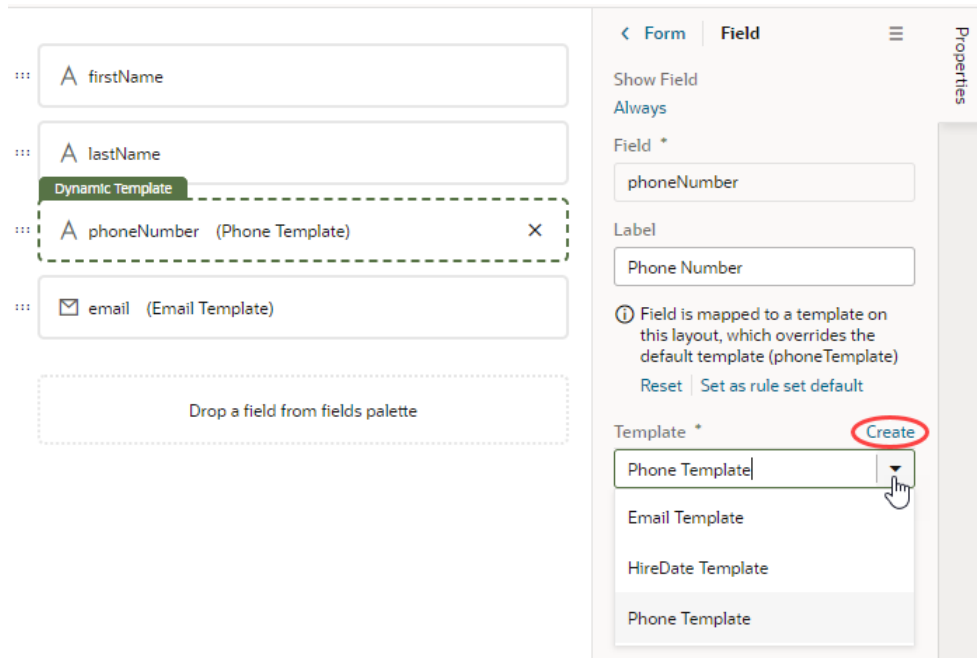 firstName
lastName
Dynamic Template
phoneNumber (Phone Template)
email (Email Template)
Drop a field from fields palette
Form
Field
Show Field
Always
Field *
phoneNumber
Label
Phone Number
Field is mapped to a template on
this layout, which overrides the
default template (phoneTemplate)
Reset Set as rule set default
Template * Create
Phone Template
Email Template
HireDate Template
Phone Template
Properties